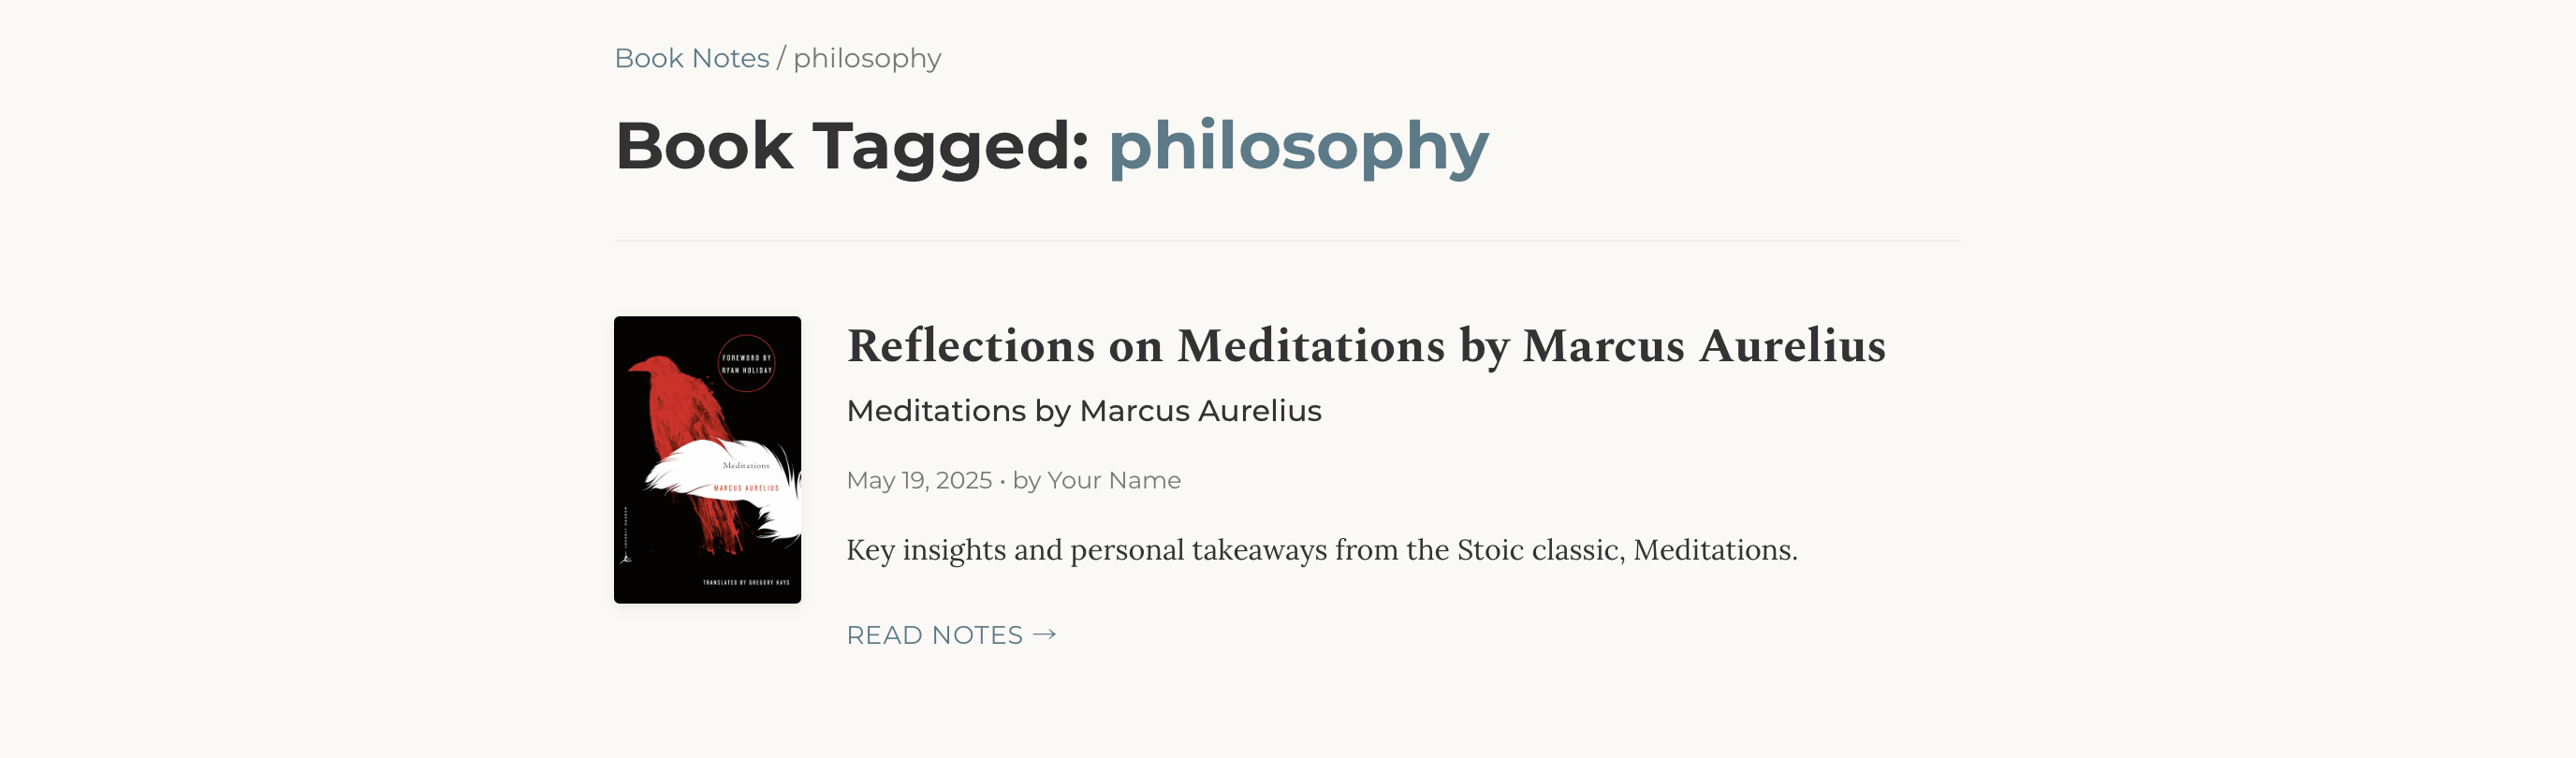 Book Notes / philosophy
Book Tagged: philosophy
FOREWORD BY
RYAN HOLIDAY
Meditations
MARCUS AURELIUS
TRANSLATED BY GREGORY HAYS
Reflections on Meditations by Marcus Aurelius
Meditations by Marcus Aurelius
May 19, 2025 • by Your Name
Key insights and personal takeaways from the Stoic classic, Meditations.
READ NOTES →